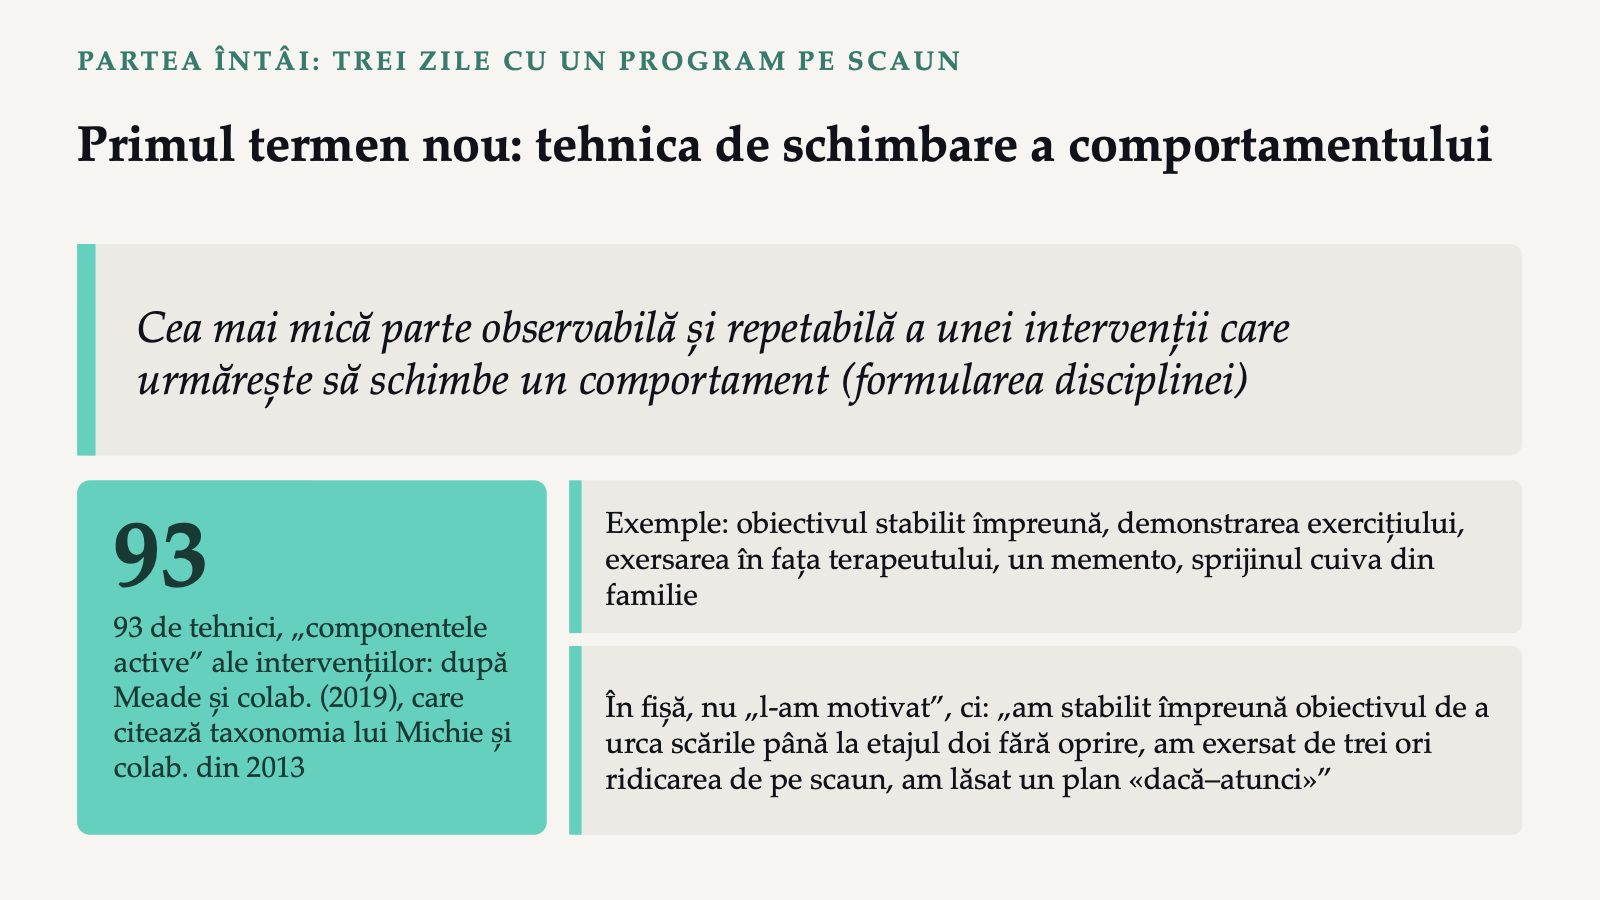 PARTEA ÎNTÂI: TREI ZILE CU UN PROGRAM PE SCAUN
Primul termen nou: tehnica de schimbare a comportamentului
Cea mai mică parte observabilă și repetabilă a unei intervenții care
urmărește să schimbe un comportament (formularea disciplinei)
93
93 de tehnici, „componentele
active” ale intervențiilor: după
Meade și colab. (2019), care
citează taxonomia lui Michie și
colab. din 2013
Exemple: obiectivul stabilit împreună, demonstrarea exercițiului,
exersarea în fața terapeutului, un memento, sprijinul cuiva din
familie
În fișă, nu „l-am motivat”, ci: „am stabilit împreună obiectivul de a
urca scările până la etajul doi fără oprire, am exersat de trei ori
ridicarea de pe scaun, am lăsat un plan «dacă–atunci»”